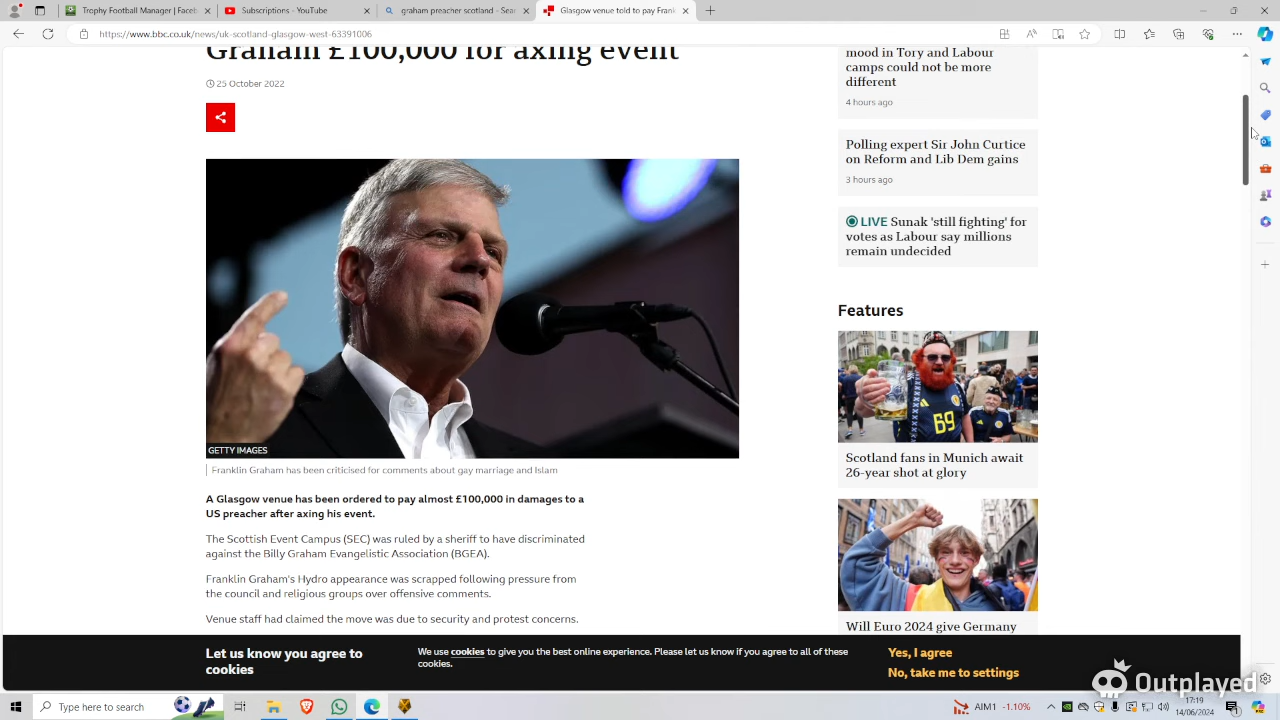 Trophy Football Manager | Faceb
Subscriptions - YouTube
graham preacher scotland - Sear
Glasgow venue told to pay Frank
https://www.bbc.co.uk/news/uk-scotland-glasgow-west-63391006
Graham £100,000 for axing event
25 October 2022
GETTY IMAGES
Franklin Graham has been criticised for comments about gay marriage and Islam
A Glasgow venue has been ordered to pay almost £100,000 in damages to a
US preacher after axing his event.
The Scottish Event Campus (SEC) was ruled by a sheriff to have discriminated
against the Billy Graham Evangelistic Association (BGEA).
Franklin Graham's Hydro appearance was scrapped following pressure from
the council and religious groups over offensive comments.
Venue staff had claimed the move was due to security and protest concerns.
mood in Tory and Labour
camps could not be more
different
4 hours ago
Polling expert Sir John Curtice
on Reform and Lib Dem gains
3 hours ago
LIVE Sunak 'still fighting' for
votes as Labour say millions
remain undecided
Features
69
Scotland fans in Munich await
26-year shot at glory
Will Euro 2024 give Germany
Let us know you agree to
cookies
We use cookies to give you the best online experience. Please let us know if you agree to all of these
cookies.
Yes, I agree
No, take me to settings
Outplayed
Type here to search
AIM1 -1.10%
17:19
14/06/2024